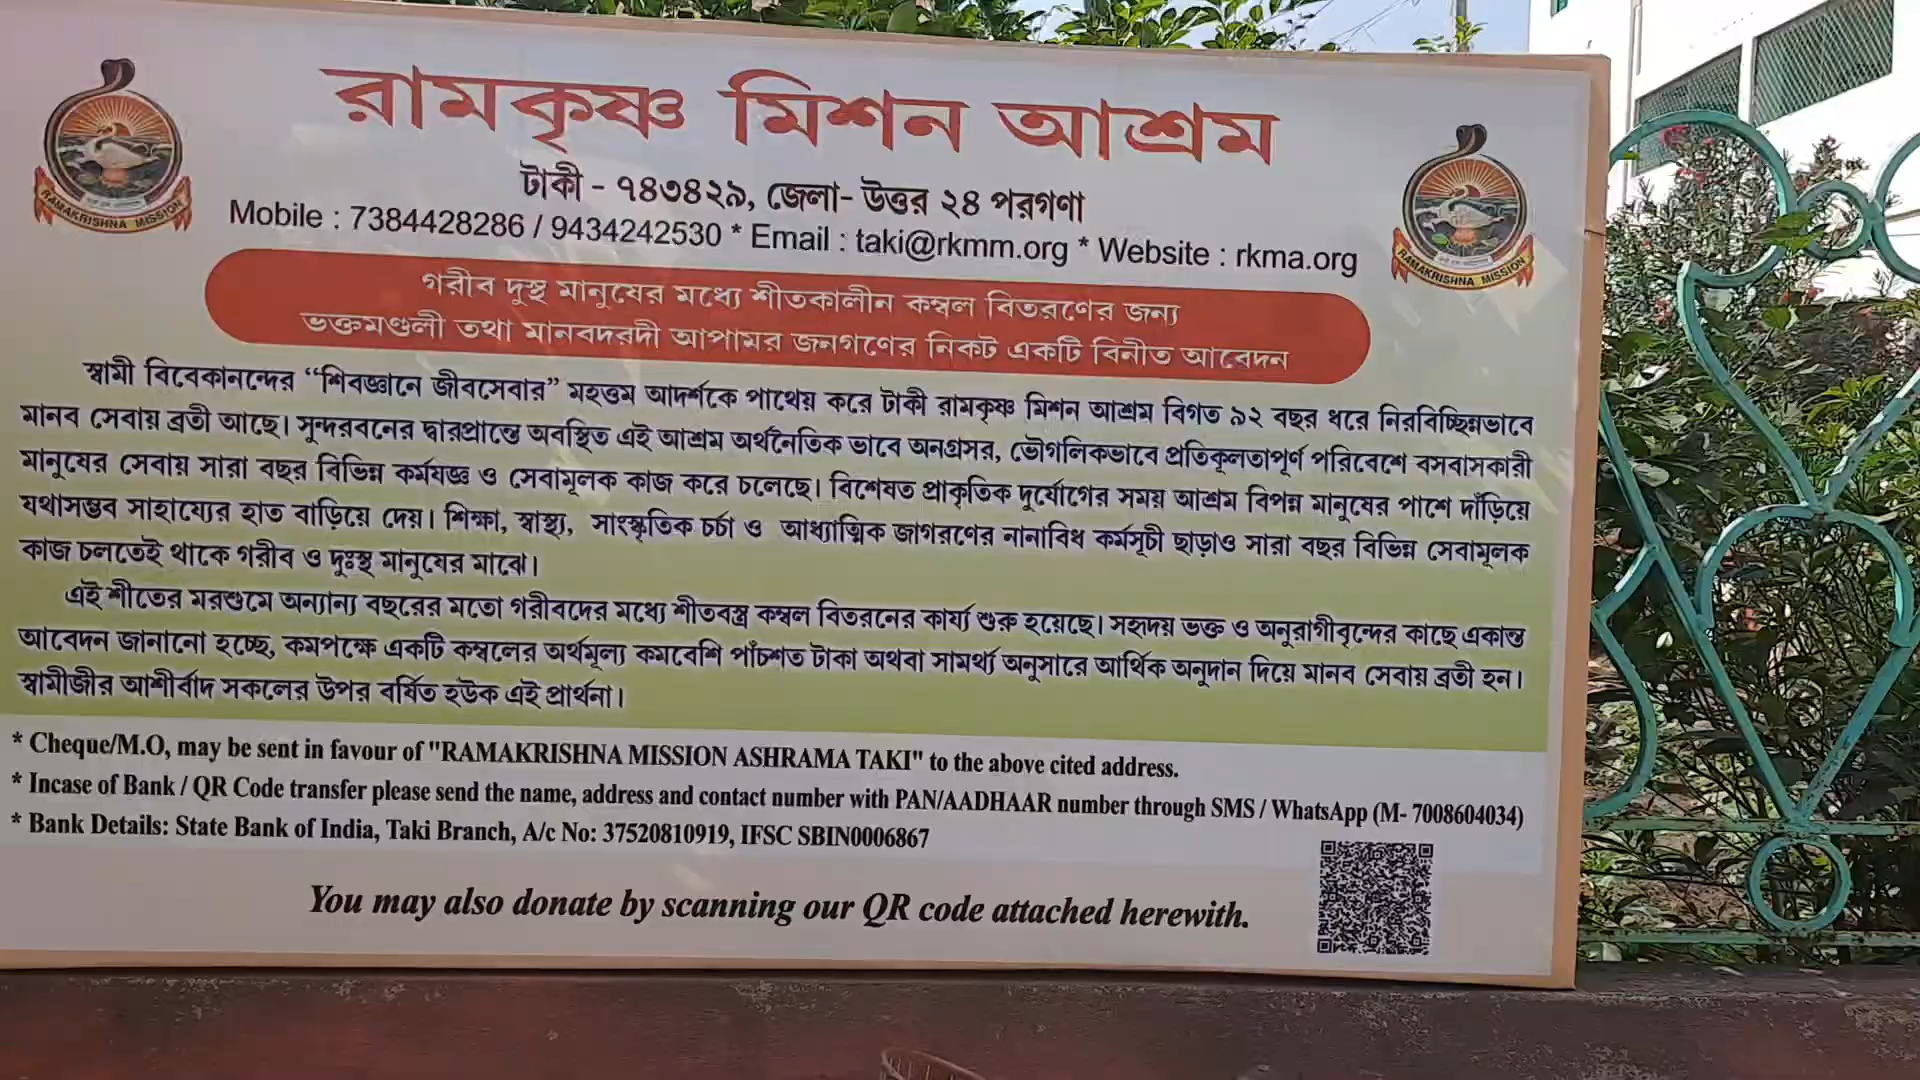 রামকৃষ্ণ মিশন আশ্রম
টাকী - ৭৪৩৪২৯, জেলা- উত্তর ২৪ পরগণা
Mobile : 7384428286 / 9434242530 * Email : taki@rkmm.org * Website : rkma.org
RAMAKRISHNA MISSION
RAMAKRISHNA MISSION
গরীব দুস্থ মানুষের মধ্যে শীতকালীন কম্বল বিতরণের জন্য
ভক্তমণ্ডলী তথা মানবদরদী আপামর জনগণের নিকট একটি বিনীত আবেদন
স্বামী বিবেকানন্দের “শিবজ্ঞানে জীবসেবার” মহত্তম আদর্শকে পাথেয় করে টাকী রামকৃষ্ণ মিশন আশ্রম বিগত ৯২ বছর ধরে নিরবিচ্ছিন্নভাবে
মানব সেবায় ব্রতী আছে। সুন্দরবনের দ্বারপ্রান্তে অবস্থিত এই আশ্রম অর্থনৈতিক ভাবে অনগ্রসর, ভৌগলিকভাবে প্রতিকূলতাপূর্ণ পরিবেশে বসবাসকারী
মানুষের সেবায় সারা বছর বিভিন্ন কর্মযজ্ঞ ও সেবামূলক কাজ করে চলেছে। বিশেষত প্রাকৃতিক দুর্যোগের সময় আশ্রম বিপন্ন মানুষের পাশে দাঁড়িয়ে
যথাসম্ভব সাহায্যের হাত বাড়িয়ে দেয়। শিক্ষা, স্বাস্থ্য, সাংস্কৃতিক চর্চা ও আধ্যাত্মিক জাগরণের নানাবিধ কর্মসূচী ছাড়াও সারা বছর বিভিন্ন সেবামূলক
কাজ চলতেই থাকে গরীব ও দুঃস্থ মানুষের মাঝে।
এই শীতের মরশুমে অন্যান্য বছরের মতো গরীবদের মধ্যে শীতবস্ত্র কম্বল বিতরনের কার্য্য শুরু হয়েছে। সহৃদয় ভক্ত ও অনুরাগীবৃন্দের কাছে একান্ত
আবেদন জানানো হচ্ছে, কমপক্ষে একটি কম্বলের অর্থমূল্য কমবেশি পাঁচশত টাকা অথবা সামর্থ্য অনুসারে আর্থিক অনুদান দিয়ে মানব সেবায় ব্রতী হন।
স্বামীজীর আশীর্বাদ সকলের উপর বর্ষিত হউক এই প্রার্থনা।
* Cheque/M.O, may be sent in favour of "RAMAKRISHNA MISSION ASHRAMA TAKI" to the above cited address.
* Incase of Bank / QR Code transfer please send the name, address and contact number with PAN/AADHAAR number through SMS / WhatsApp (M- 7008604034)
* Bank Details: State Bank of India, Taki Branch, A/c No: 37520810919, IFSC SBIN0006867
You may also donate by scanning our QR code attached herewith.